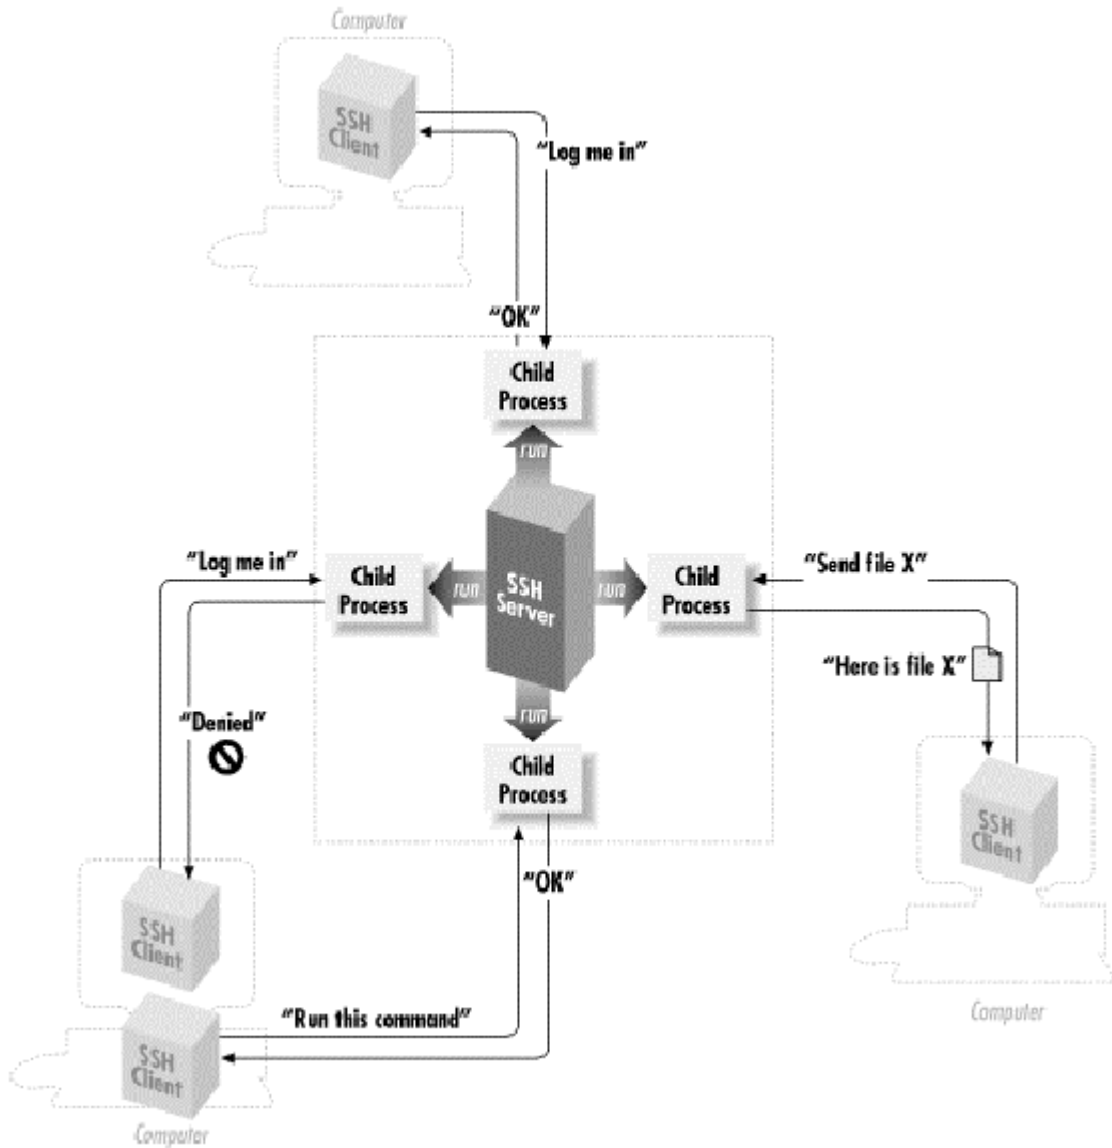 Computer
SSH
Client
“Log me in”
“OK”
Child
Process
run
“Log me in”
Child
Process
run
SSH
Server
run
Child
Process
“Send file X”
“Here is file X”
“Denied”
run
Child
Process
SSH
Client
“OK”
SSH
Client
“Run this command”
SSH
Client
Computer
Computer